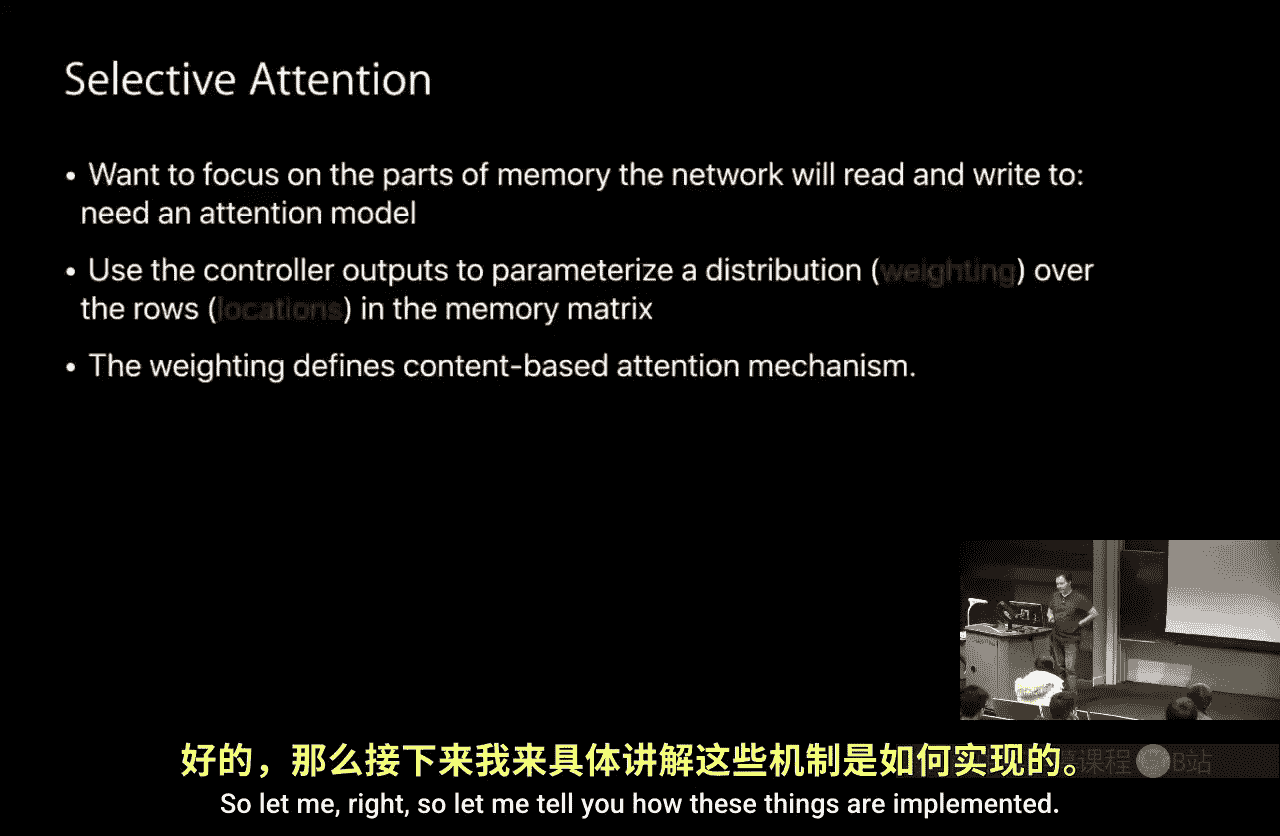 Selective Attention
• Want to focus on the parts of memory the network will read and write to:
need an attention model
• Use the controller outputs to parameterize a distribution (weighting) over
the rows (locations) in the memory matrix
• The weighting defines content-based attention mechanism.
好的，那么接下来我来具体讲解这些机制是如何实现的。
课程
B站
So let me, right, so let me tell you how these things are implemented.